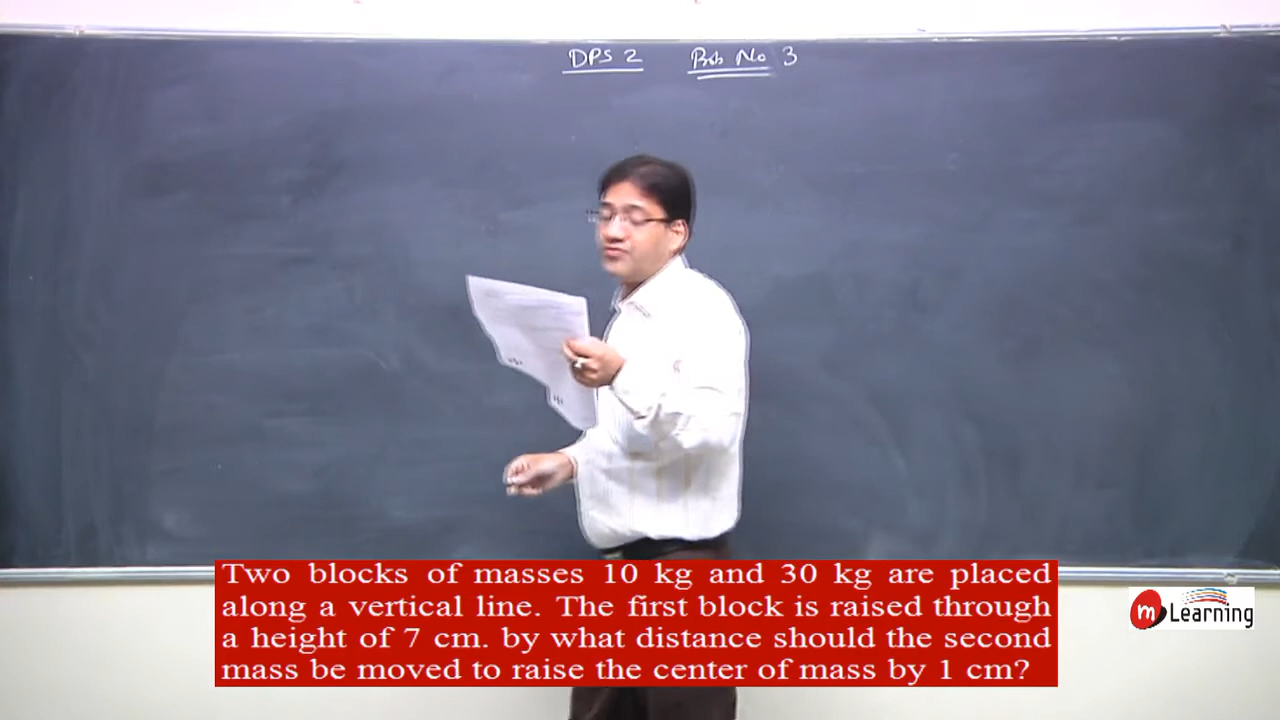 DPS 2 Prob No 3
Two blocks of masses 10 kg and 30 kg are placed
along a vertical line. The first block is raised through
a height of 7 cm. by what distance should the second
mass be moved to raise the center of mass by 1 cm?
m Learning